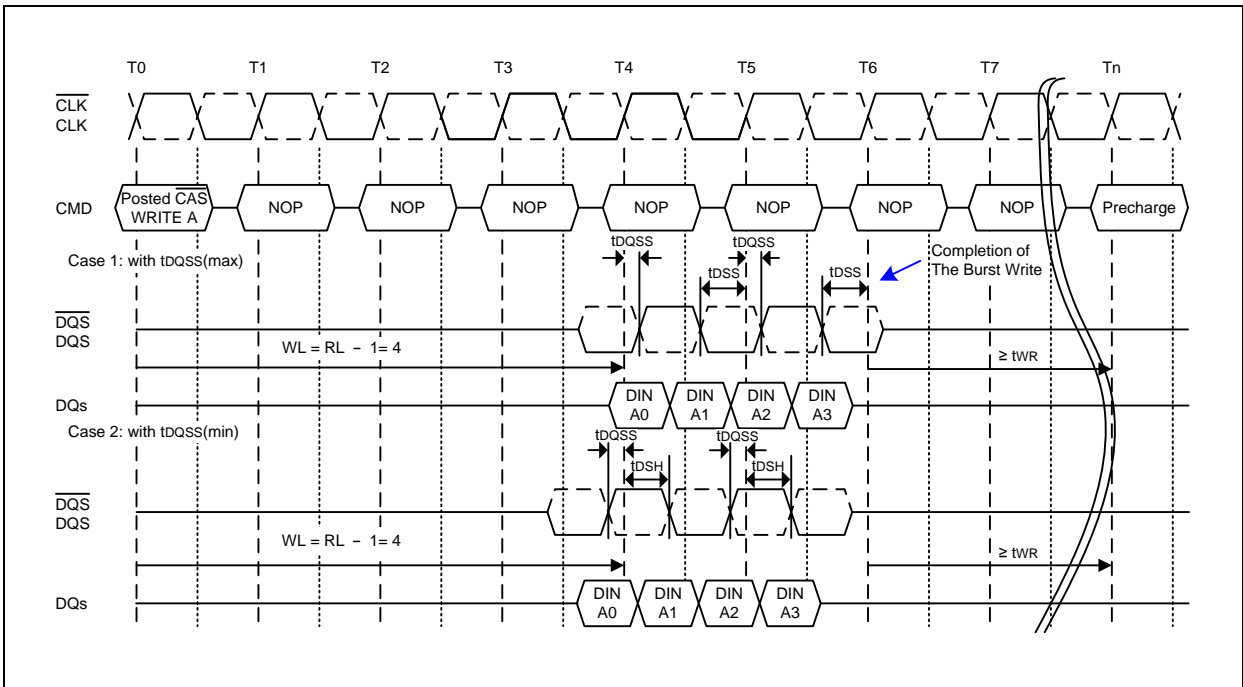 T0 T1 T2 T3 T4 T5 T6 T7 Tn
CLK
CLK
CMD
Posted CAS
WRITE A
NOP NOP NOP NOP NOP NOP NOP Precharge
Case 1: with tDQSS(max)
tDQSS tDQSS
tDSS tDSS
Completion of
The Burst Write
DQS
DQS
WL = RL - 1= 4
≥ tWR
DQs
DIN
A0
DIN
A1
DIN
A2
DIN
A3
Case 2: with tDQSS(min)
tDQSS tDQSS
tDSH tDSH
DQS
DQS
WL = RL - 1= 4
≥ tWR
DQs
DIN
A0
DIN
A1
DIN
A2
DIN
A3